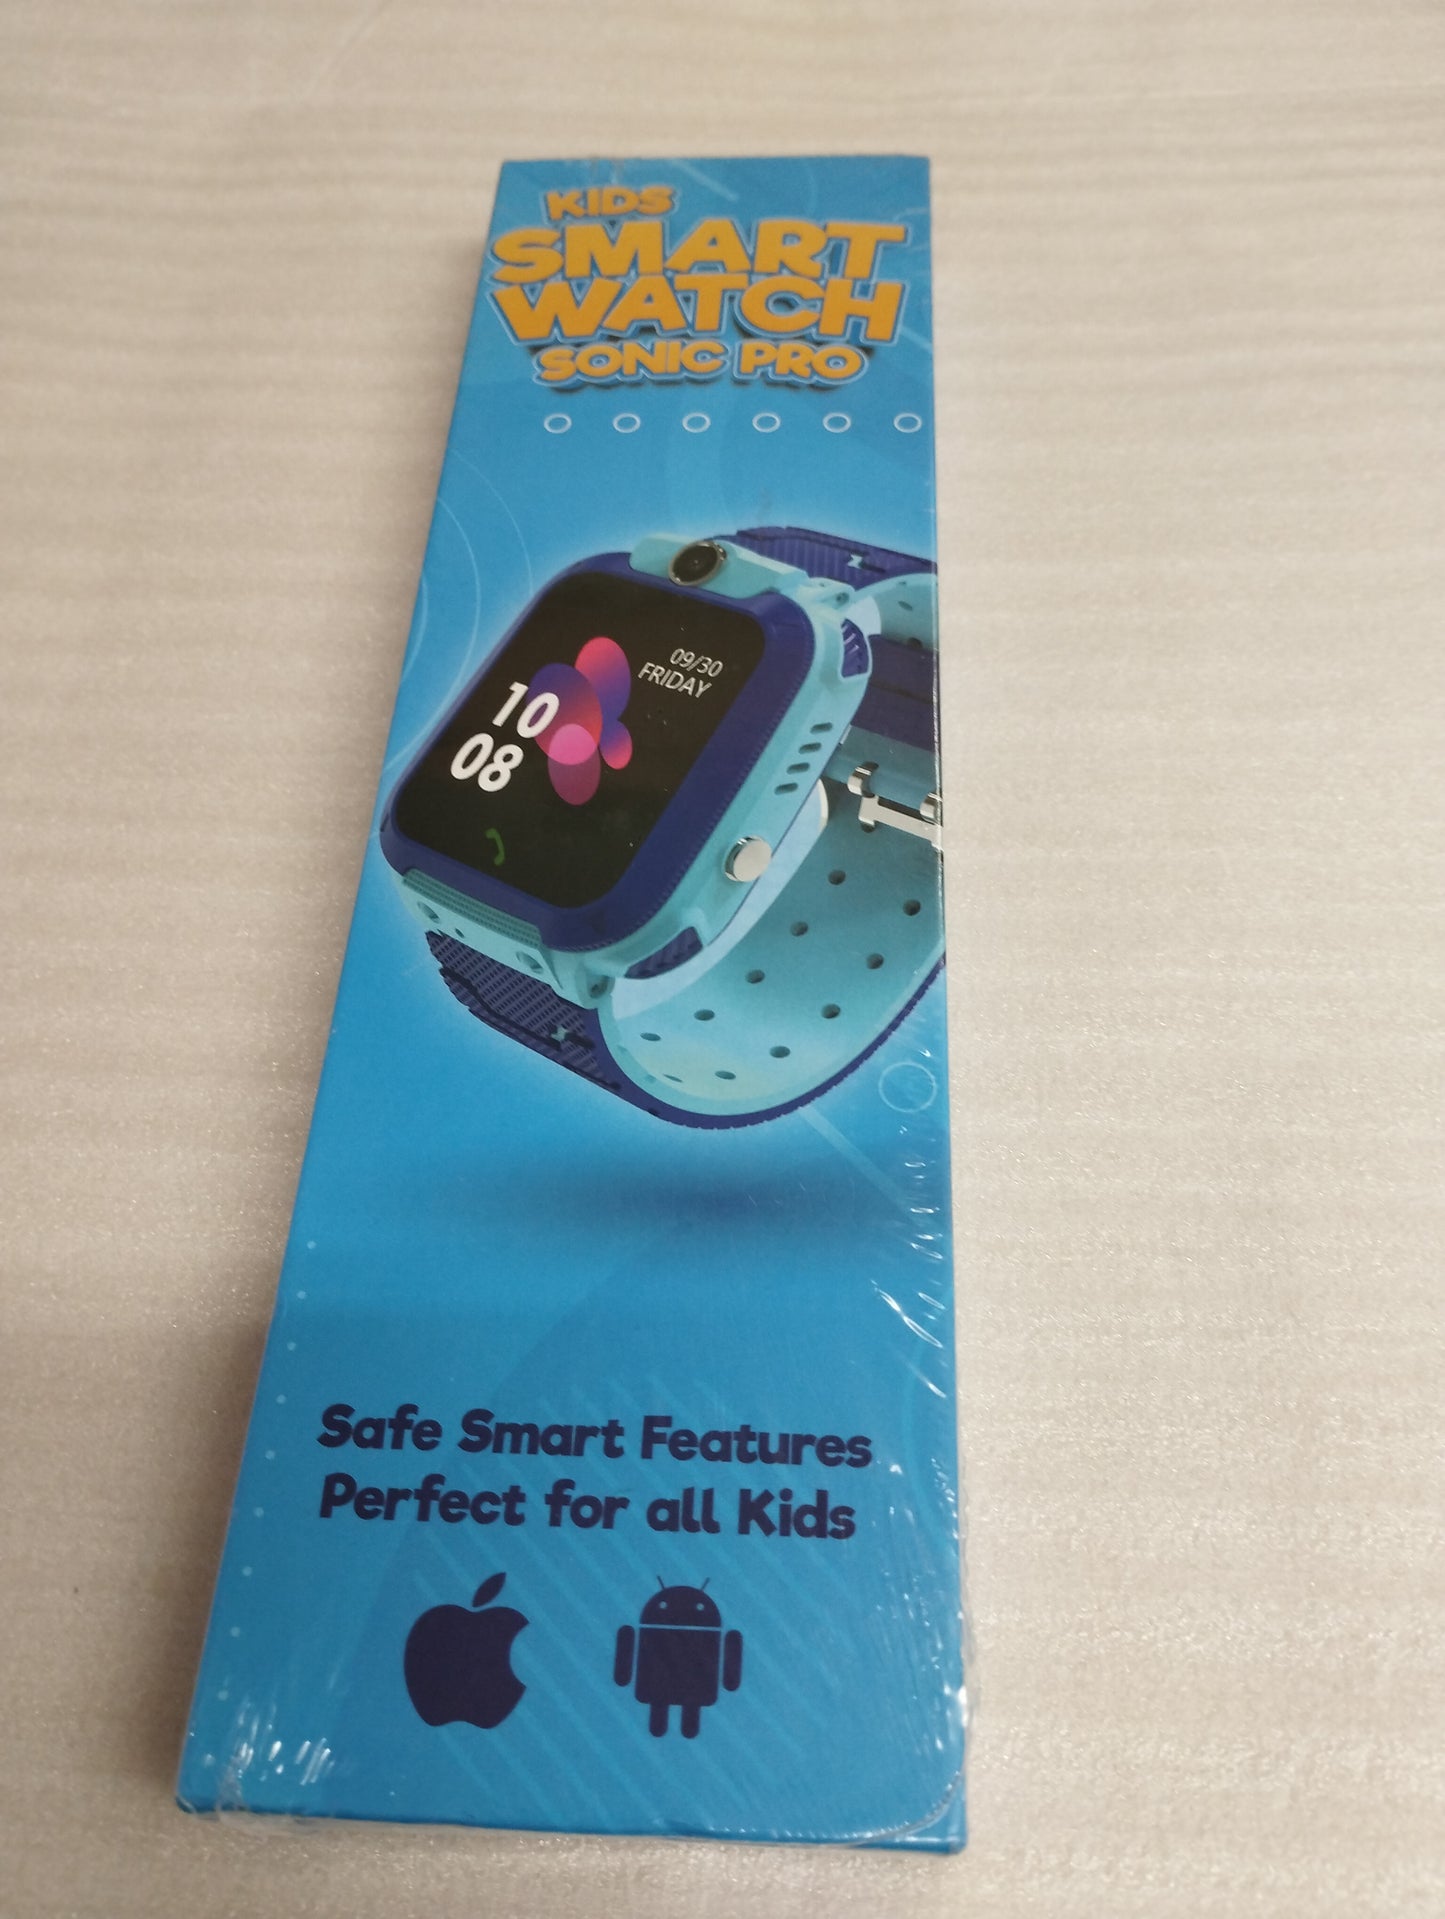 KIDS
SMART
WATCH
SONIC PRO
09/30
FRIDAY
10
08
Safe Smart Features
Perfect for all Kids